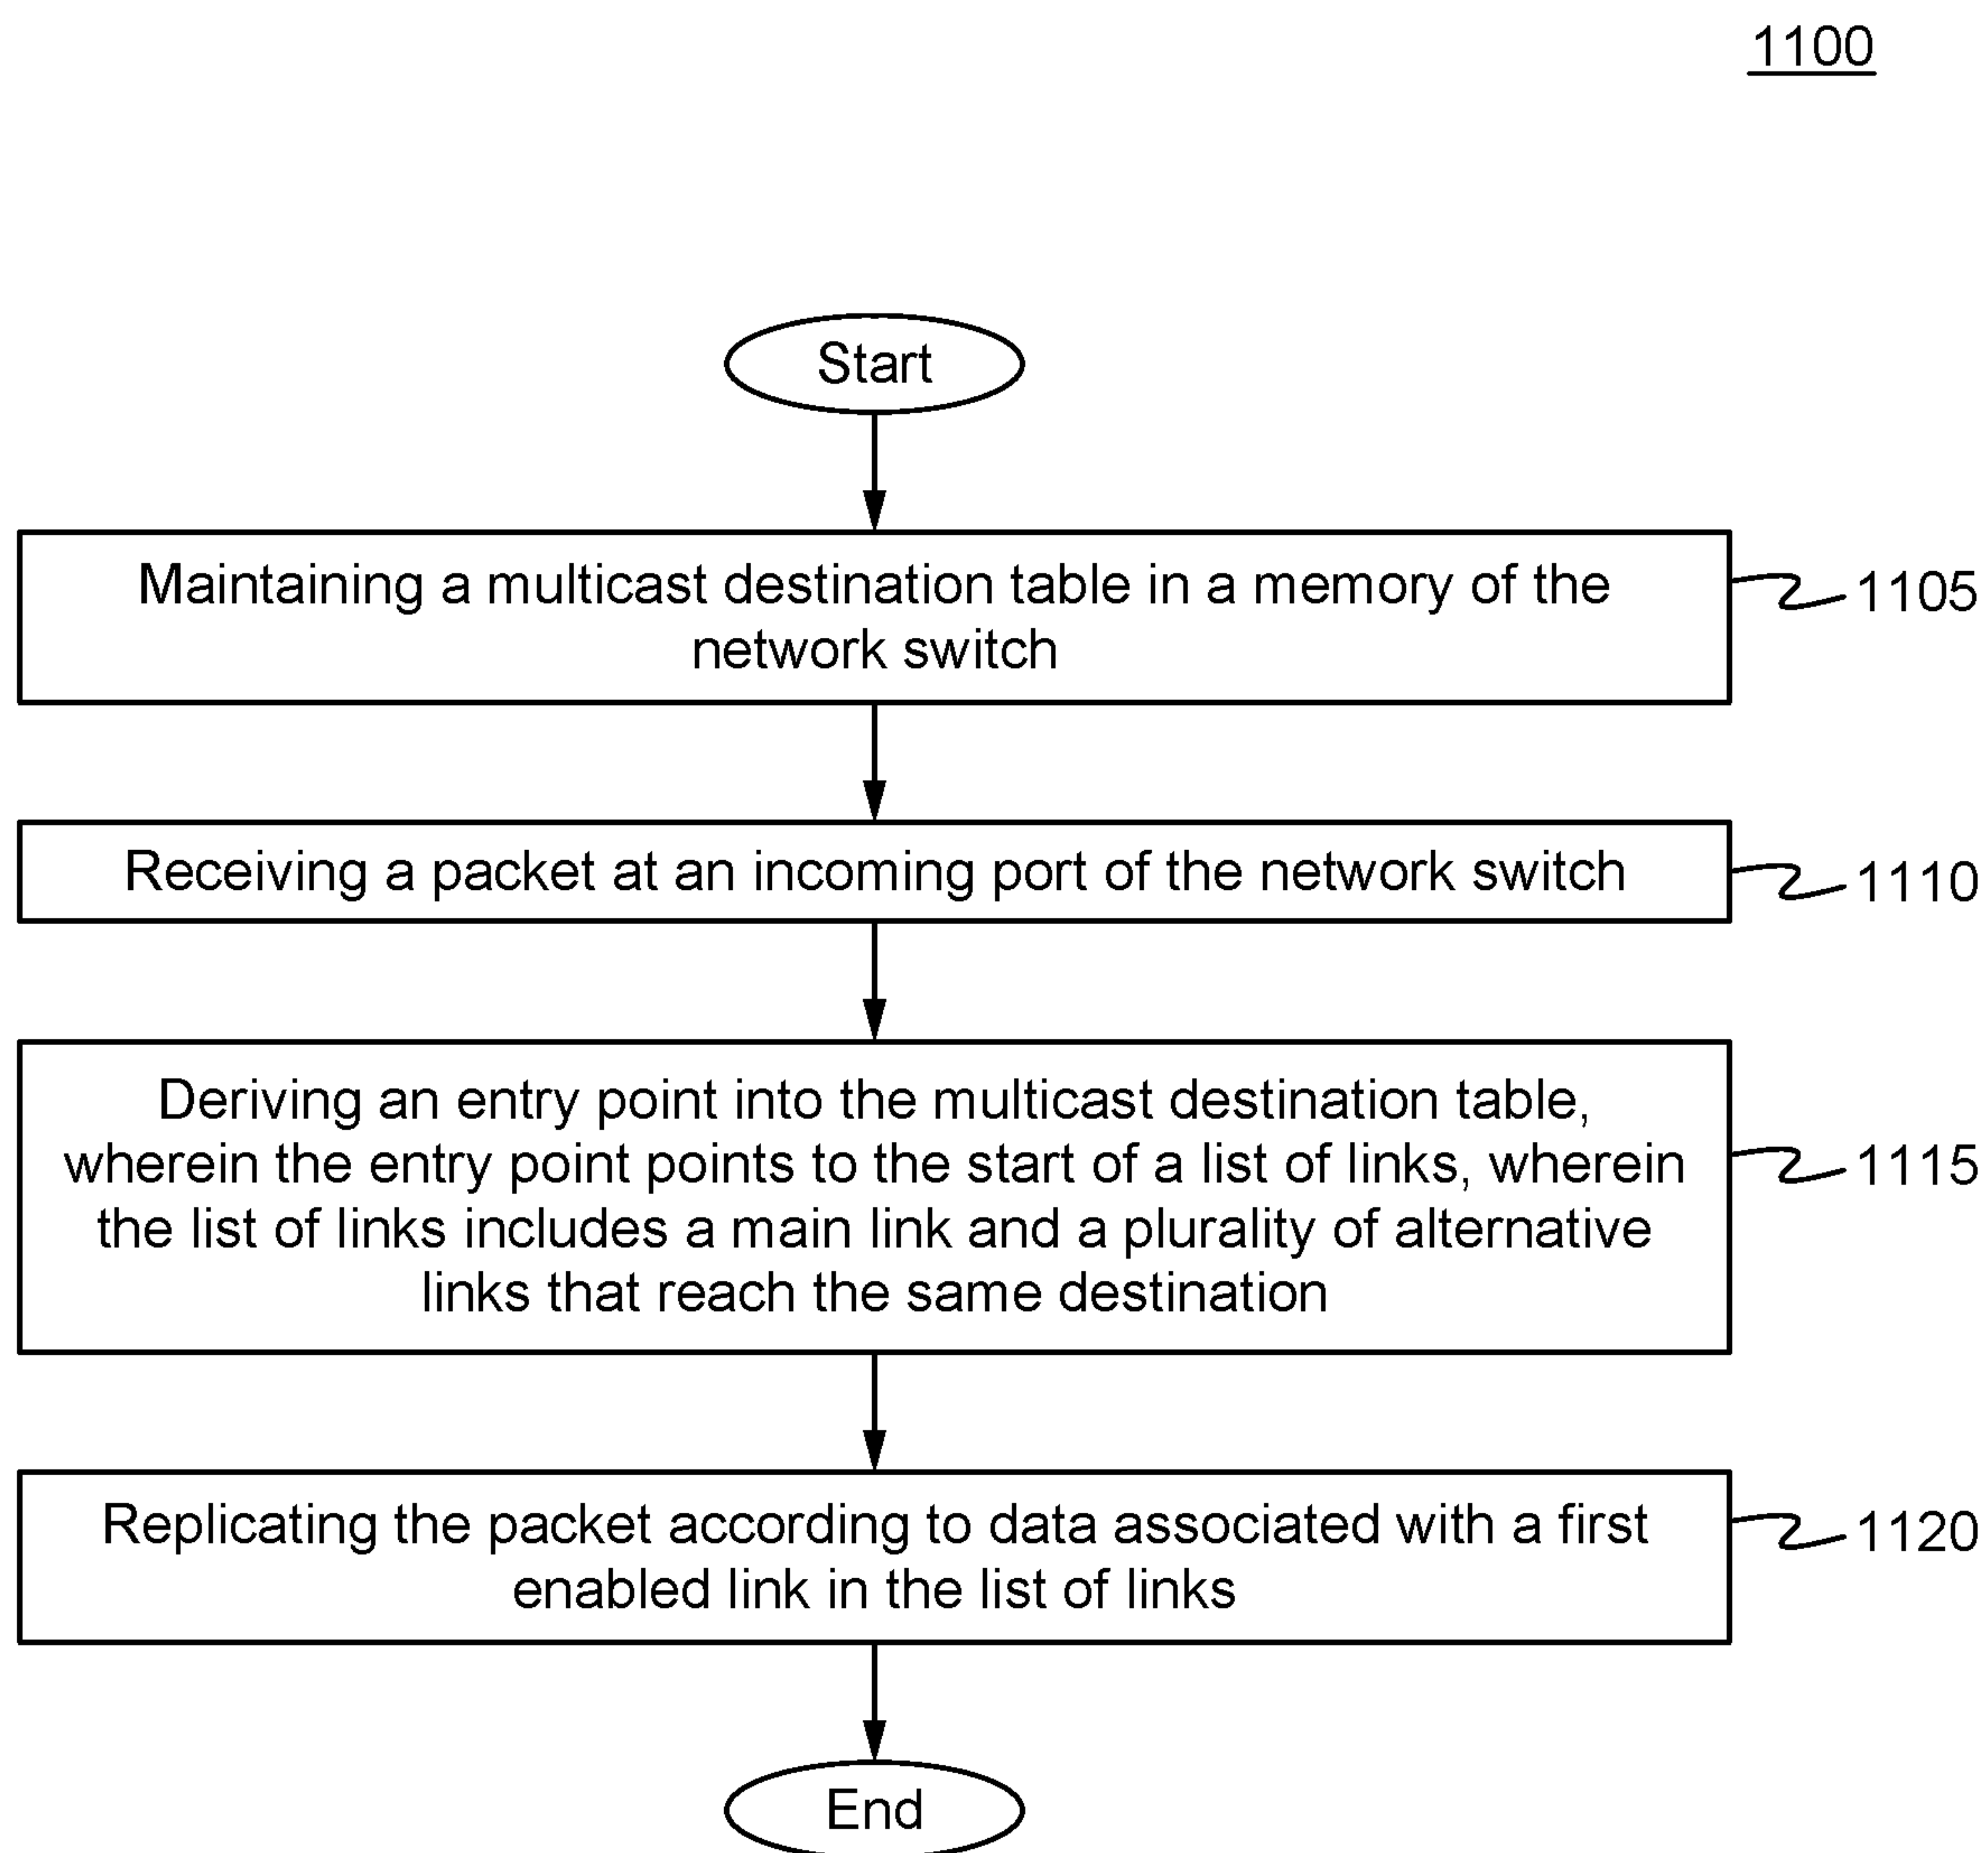 1100
Start
Maintaining a multicast destination table in a memory of the
network switch
1105
Receiving a packet at an incoming port of the network switch
1110
Deriving an entry point into the multicast destination table,
wherein the entry point points to the start of a list of links, wherein
the list of links includes a main link and a plurality of alternative
links that reach the same destination
1115
Replicating the packet according to data associated with a first
enabled link in the list of links
1120
End